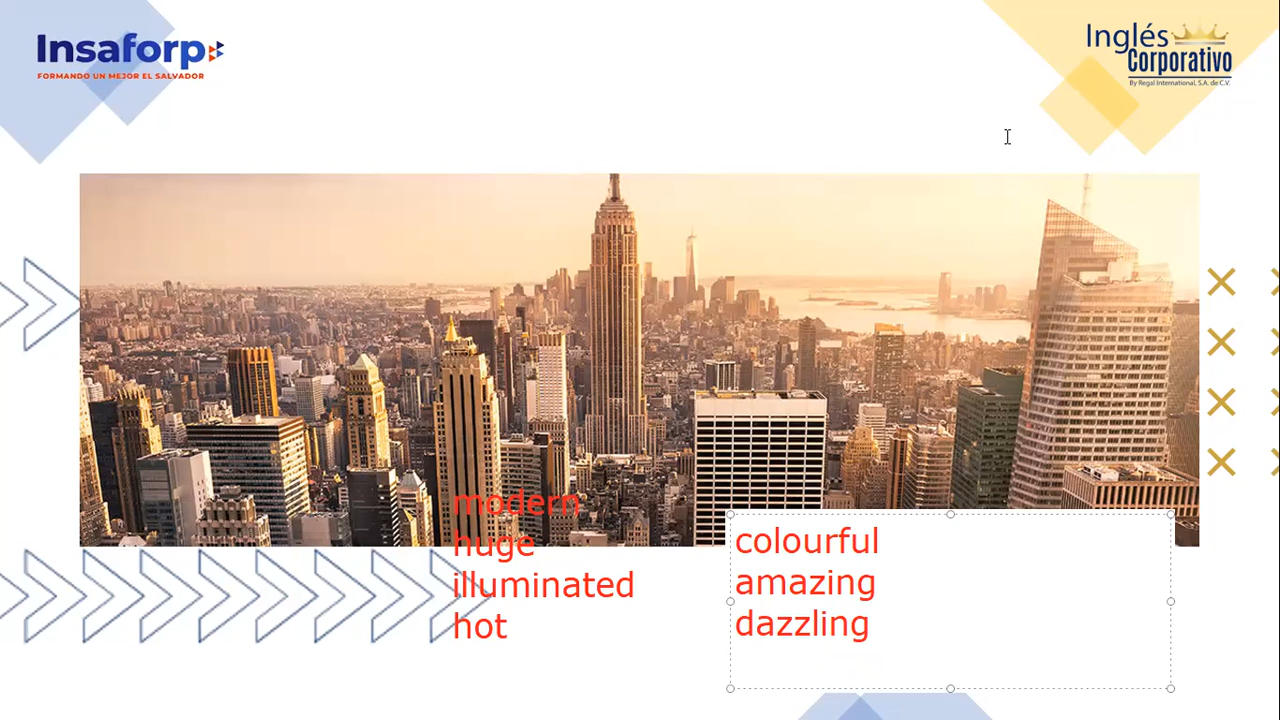 Insaforp
FORMANDO UN MEJOR EL SALVADOR
Inglés
Corporativo
By Regal International, S.A. de C.V.
modern
huge
illuminated
hot
colourful
amazing
dazzling